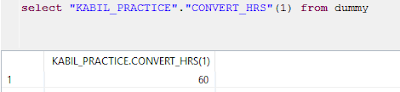 select "KABIL_PRACTICE"."CONVERT_HRS"(1) from dummy
KABIL_PRACTICE.CONVERT_HRS(1)
1 60